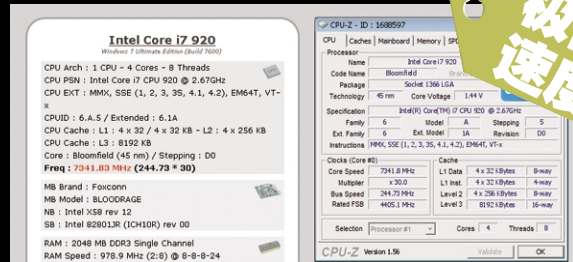 Intel Core i7 920
Windows 7 Ultimate Edition (Build 7600)
CPU Arch : 1 CPU - 4 Cores - 8 Threads
CPU PSN : Intel Core i7 CPU 920 @ 2.67GHz
CPU EXT : MMX, SSE (1, 2, 3, 3S, 4.1, 4.2), EM64T, VT-
x
CPUID : 6.A.5 / Extended : 6.1A
CPU Cache : L1 : 4 x 32 / 4 x 32 KB - L2 : 4 x 256 KB
CPU Cache : L3 : 8192 KB
Core : Bloomfield (45 nm) / Stepping : D0
Freq : 7341.83 MHz (244.73 * 30)
MB Brand : Foxconn
MB Model : BLOODRAGE
NB : Intel X58 rev 12
SB : Intel 82801JR (ICH10R) rev 00
RAM : 2048 MB DDR3 Single Channel
RAM Speed : 978.9 MHz (2:8) @ 8-8-8-24
CPU-Z - ID : 1688597
CPU Caches Mainboard Memory SPD
Processor
Name Intel Core i7 920
Code Name Bloomfield Brand
Package Socket 1366 LGA
Technology 45 nm Core Voltage 1.44 V
Specification Intel(R) Core(TM) i7 CPU 920 @ 2.67GHz
Family 6 Model A Stepping 5
Ext. Family 6 Ext. Model 1A Revision D0
Instructions MMX, SSE (1, 2, 3, 3S, 4.1, 4.2), EM64T, VT-x
Clocks (Core #0) Cache
Core Speed 7341.8 MHz L1 Data 4 x 32 KBytes 8-way
Multiplier x 30.0 L1 Inst. 4 x 32 KBytes 4-way
Bus Speed 244.73 MHz Level 2 4 x 256 KBytes 8-way
Rated FSB 4405.1 MHz Level 3 8192 KBytes 16-way
Selection Processor #1 Cores 4 Threads 8
CPU-Z Version 1.56 Validate OK
极限
速度